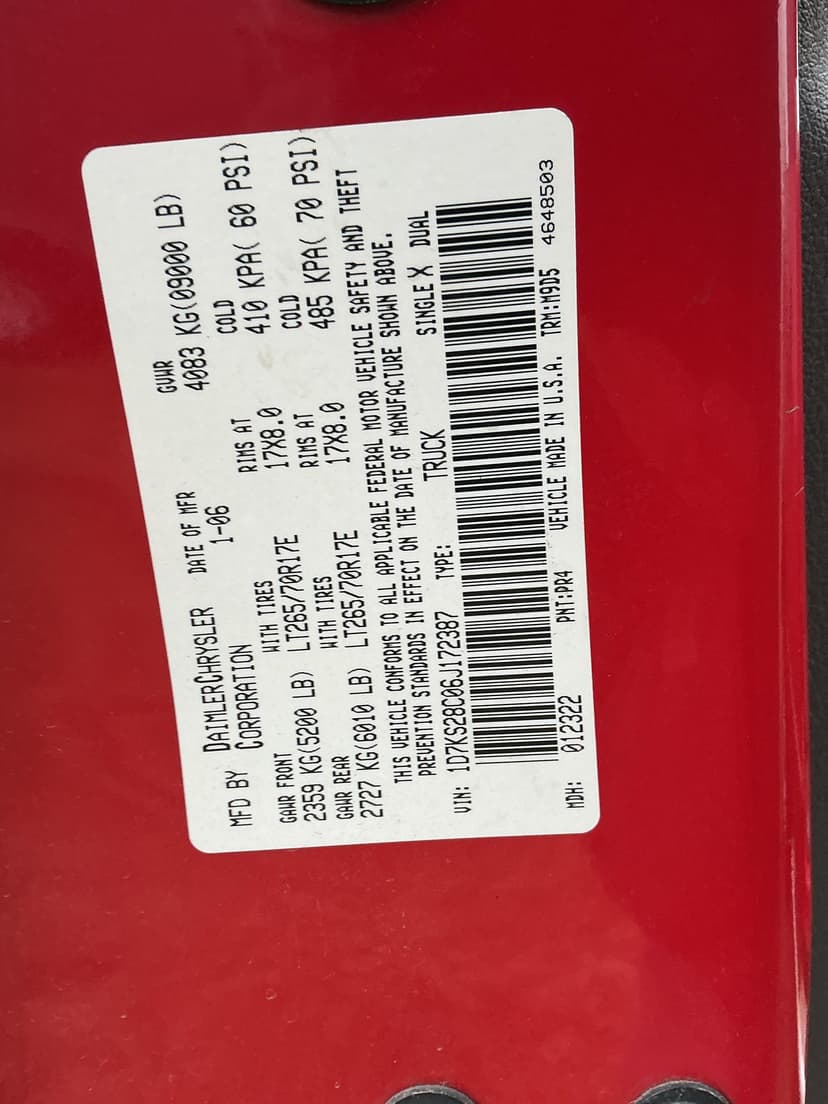 MFD BY DAIMLERCHRYSLER CORPORATION DATE OF MFR 1-06 GVWR 4083 KG(09000 LB)
GAWR FRONT WITH TIRES RIMS AT COLD
2359 KG(5200 LB) LT265/70R17E 17X8.0 410 KPA( 60 PSI)
GAWR REAR WITH TIRES RIMS AT COLD
2727 KG(6010 LB) LT265/70R17E 17X8.0 485 KPA( 70 PSI)
THIS VEHICLE CONFORMS TO ALL APPLICABLE FEDERAL MOTOR VEHICLE SAFETY AND THEFT
PREVENTION STANDARDS IN EFFECT ON THE DATE OF MANUFACTURE SHOWN ABOVE.
VIN: 1D7KS28C06J172387 TYPE: TRUCK SINGLE X DUAL
MDH: 012322 PNT:PR4 VEHICLE MADE IN U.S.A. TRM:M9D5 4648503